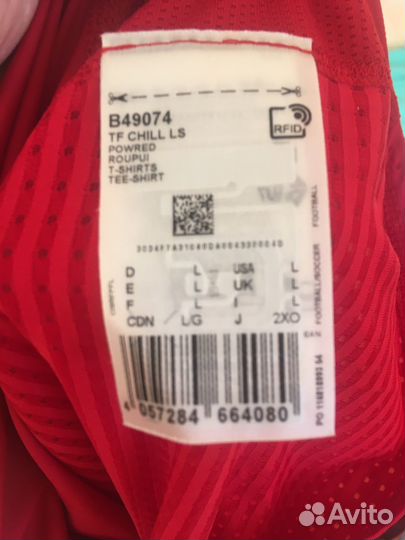 B49074
TF CHILL LS
RFID
POWRED
ROUPUI
T-SHIRTS
TEE-SHIRT
FOOTBALL
D L USA L
E L UK L
F L I L
CDN L/G J 2XO
FOOTBALL/SOCCER
4 057284 664080
Avito